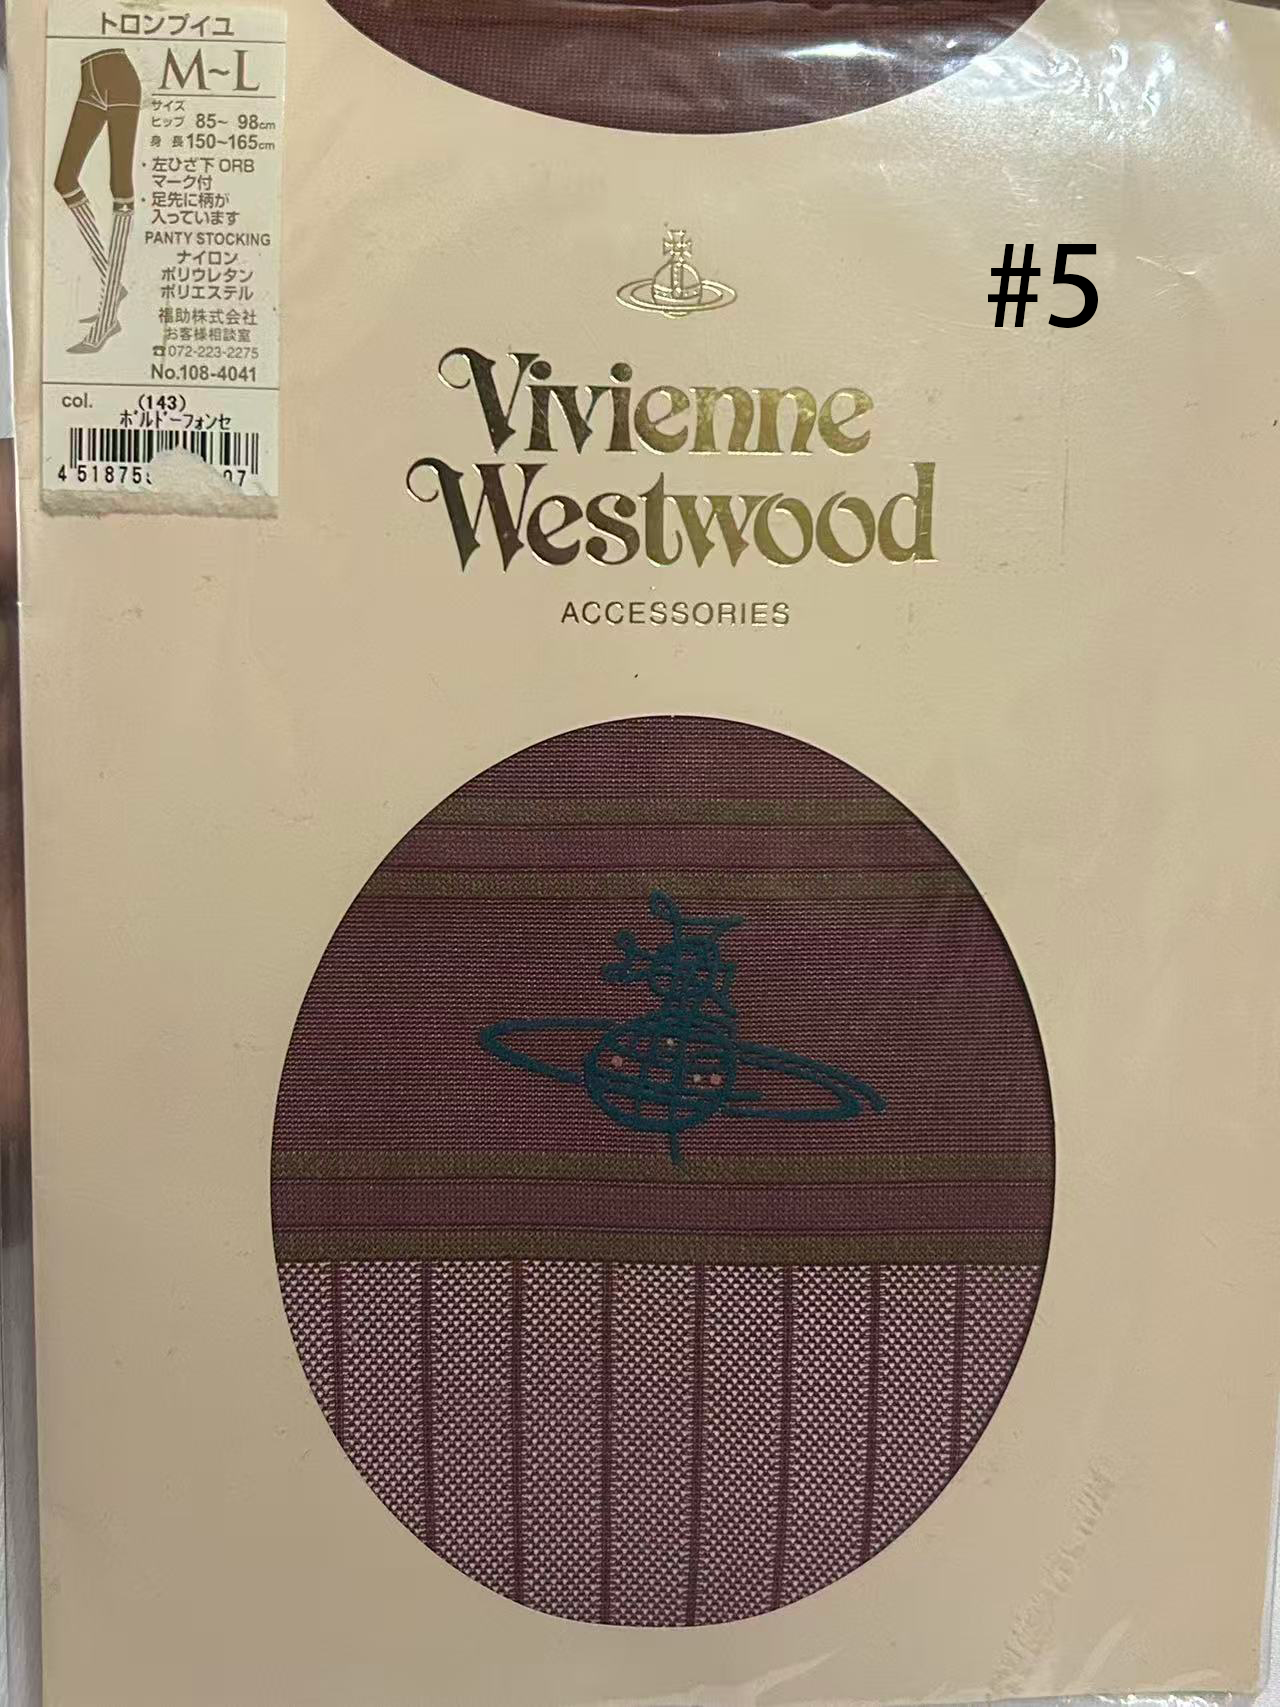 トロンプイユ
M~L
サイズ
ヒップ 85~ 98cm
身 長 150~165cm
・左ひざ下 ORB
マーク付
・足先に柄が
入っています
PANTY STOCKING
ナイロン
ポリウレタン
ポリエステル
福助株式会社
お客様相談室
☎072-223-2275
No.108-4041
col. (143)
ボルドーフォンセ
4 51875
07
#5
Vivienne
Westwood
ACCESSORIES